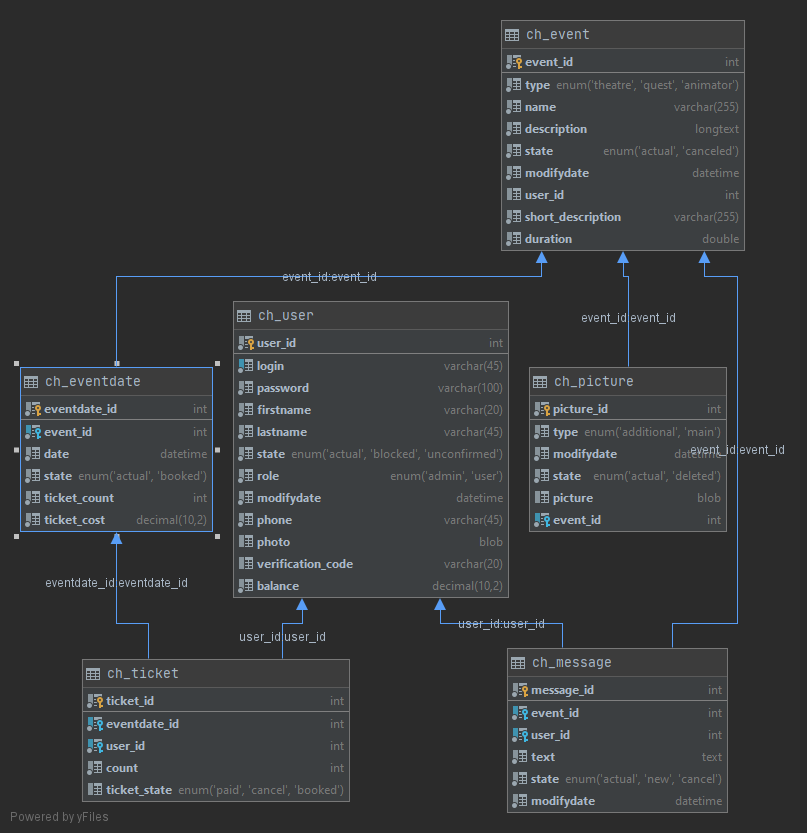 ch_event
event_id int
type enum('theatre', 'quest', 'animator')
name varchar(255)
description longtext
state enum('actual', 'canceled')
modifydate datetime
user_id int
short_description varchar(255)
duration double
event_id:event_id
event_id:event_id
ch_user
user_id int
login varchar(45)
password varchar(100)
firstname varchar(20)
lastname varchar(45)
state enum('actual', 'blocked', 'unconfirmed')
role enum('admin', 'user')
modifydate datetime
phone varchar(45)
photo blob
verification_code varchar(20)
balance decimal(10,2)
ch_eventdate
eventdate_id int
event_id int
date datetime
state enum('actual', 'booked')
ticket_count int
ticket_cost decimal(10,2)
ch_picture
picture_id int
type enum('additional', 'main')
modifydate datetime
state enum('actual', 'deleted')
picture blob
event_id int
event_id:event_id
eventdate_id:eventdate_id
user_id:user_id
user_id:user_id
ch_ticket
ticket_id int
eventdate_id int
user_id int
count int
ticket_state enum('paid', 'cancel', 'booked')
ch_message
message_id int
event_id int
user_id int
text text
state enum('actual', 'new', 'cancel')
modifydate datetime
Powered by yFiles